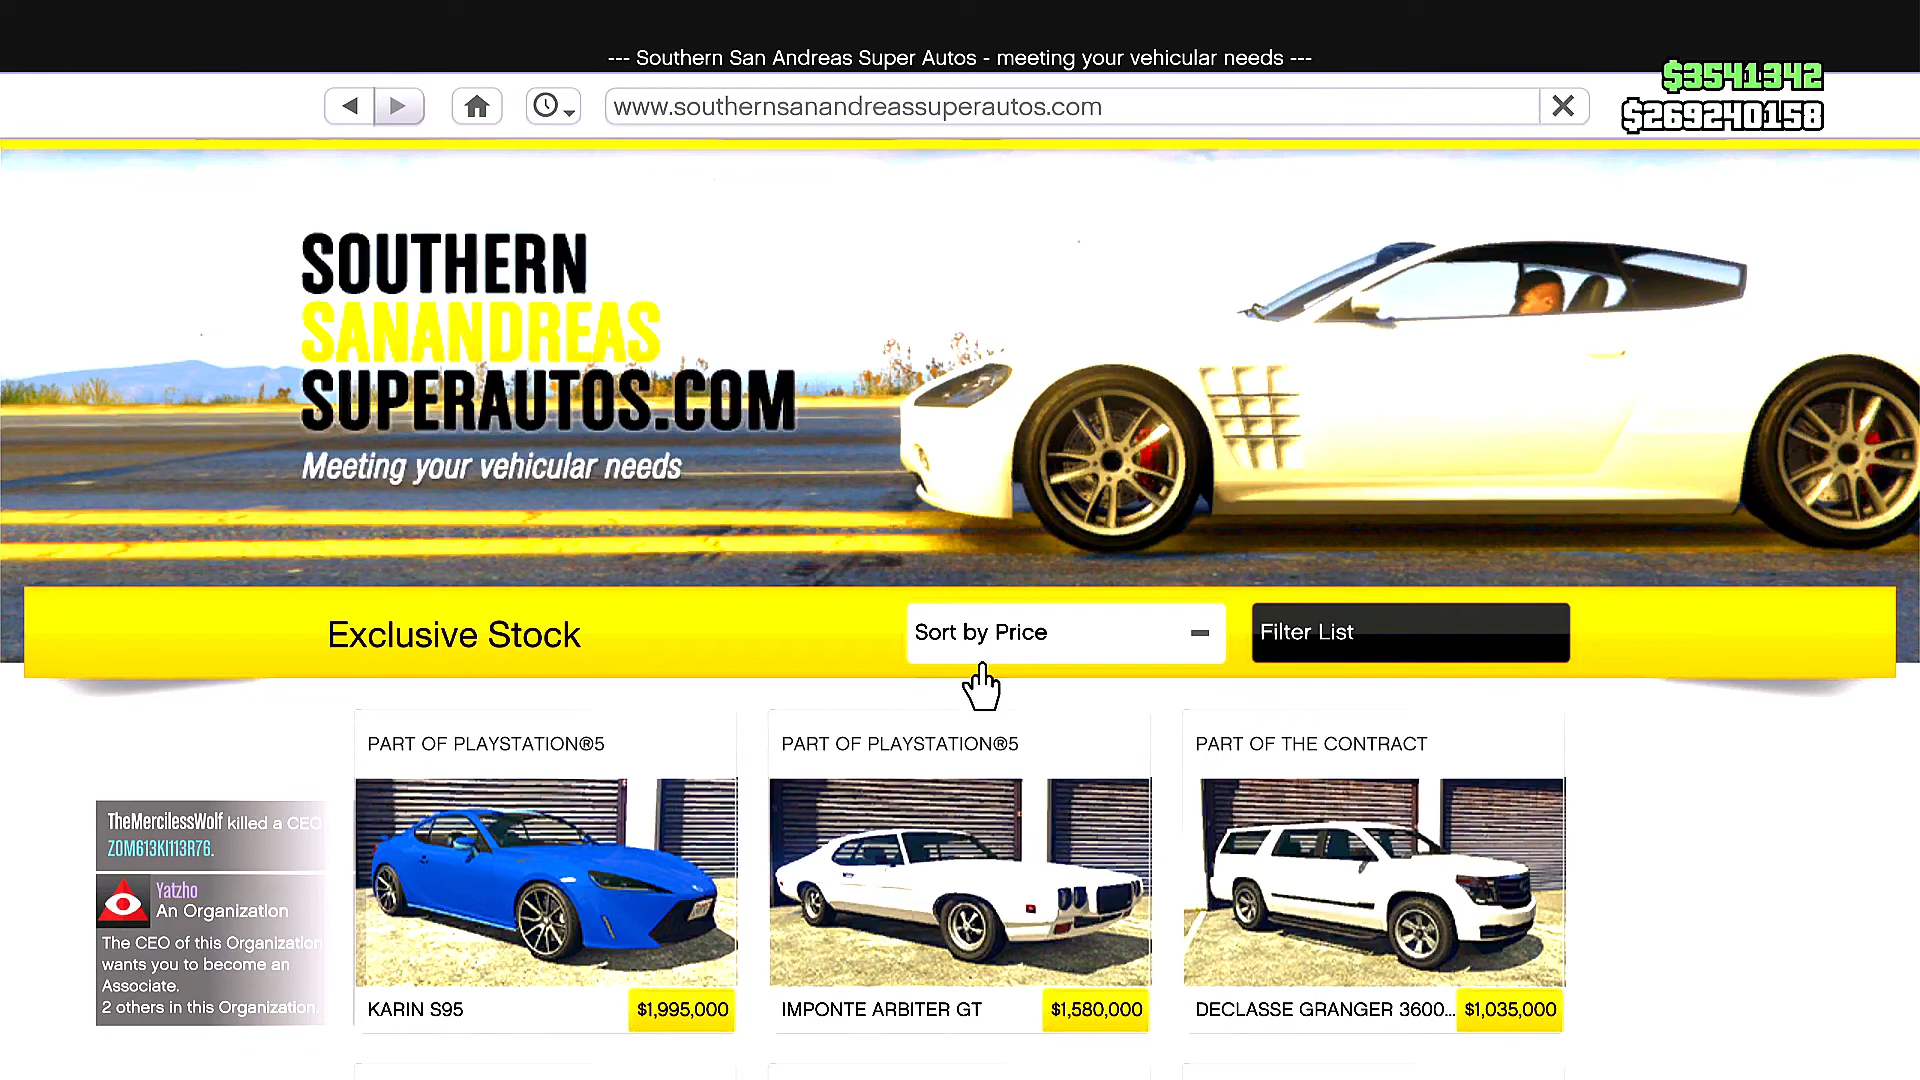 --- Southern San Andreas Super Autos - meeting your vehicular needs ---
$3541342
www.southernsanandreassuperautos.com
$269240158
SOUTHERN
SANANDREAS
SUPERAUTOS.COM
Meeting your vehicular needs
Exclusive Stock
Sort by Price
Filter List
PART OF PLAYSTATION®5
PART OF PLAYSTATION®5
PART OF THE CONTRACT
TheMercilessWolf killed a CEO
ZOM613KI113R76.
Yatzho
An Organization
The CEO of this Organization
wants you to become an
Associate.
2 others in this Organization.
KARIN S95
$1,995,000
IMPONTE ARBITER GT
$1,580,000
DECLASSE GRANGER 3600...
$1,035,000